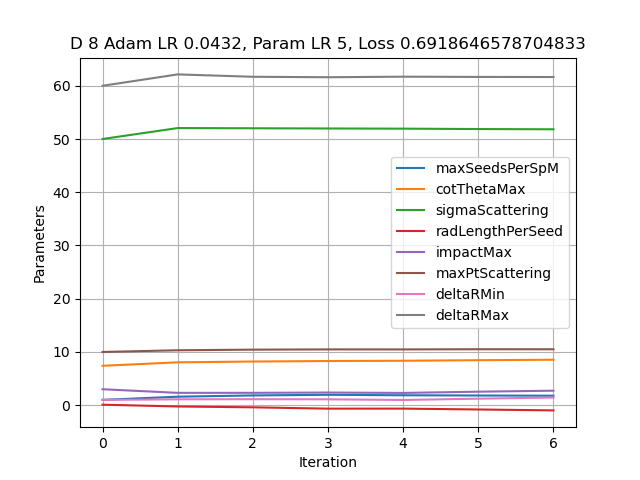 D 8 Adam LR 0.0432, Param LR 5, Loss 0.6918646578704833
60
50
40
30
20
10
0
Parameters
maxSeedsPerSpM
cotThetaMax
sigmaScattering
radLengthPerSeed
impactMax
maxPtScattering
deltaRMin
deltaRMax
0 1 2 3 4 5 6
Iteration